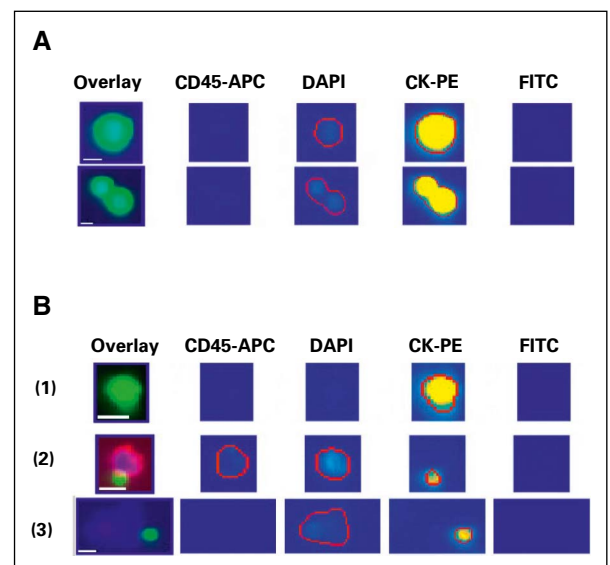 A
Overlay CD45-APC DAPI CK-PE FITC
B
Overlay CD45-APC DAPI CK-PE FITC
(1)
(2)
(3)